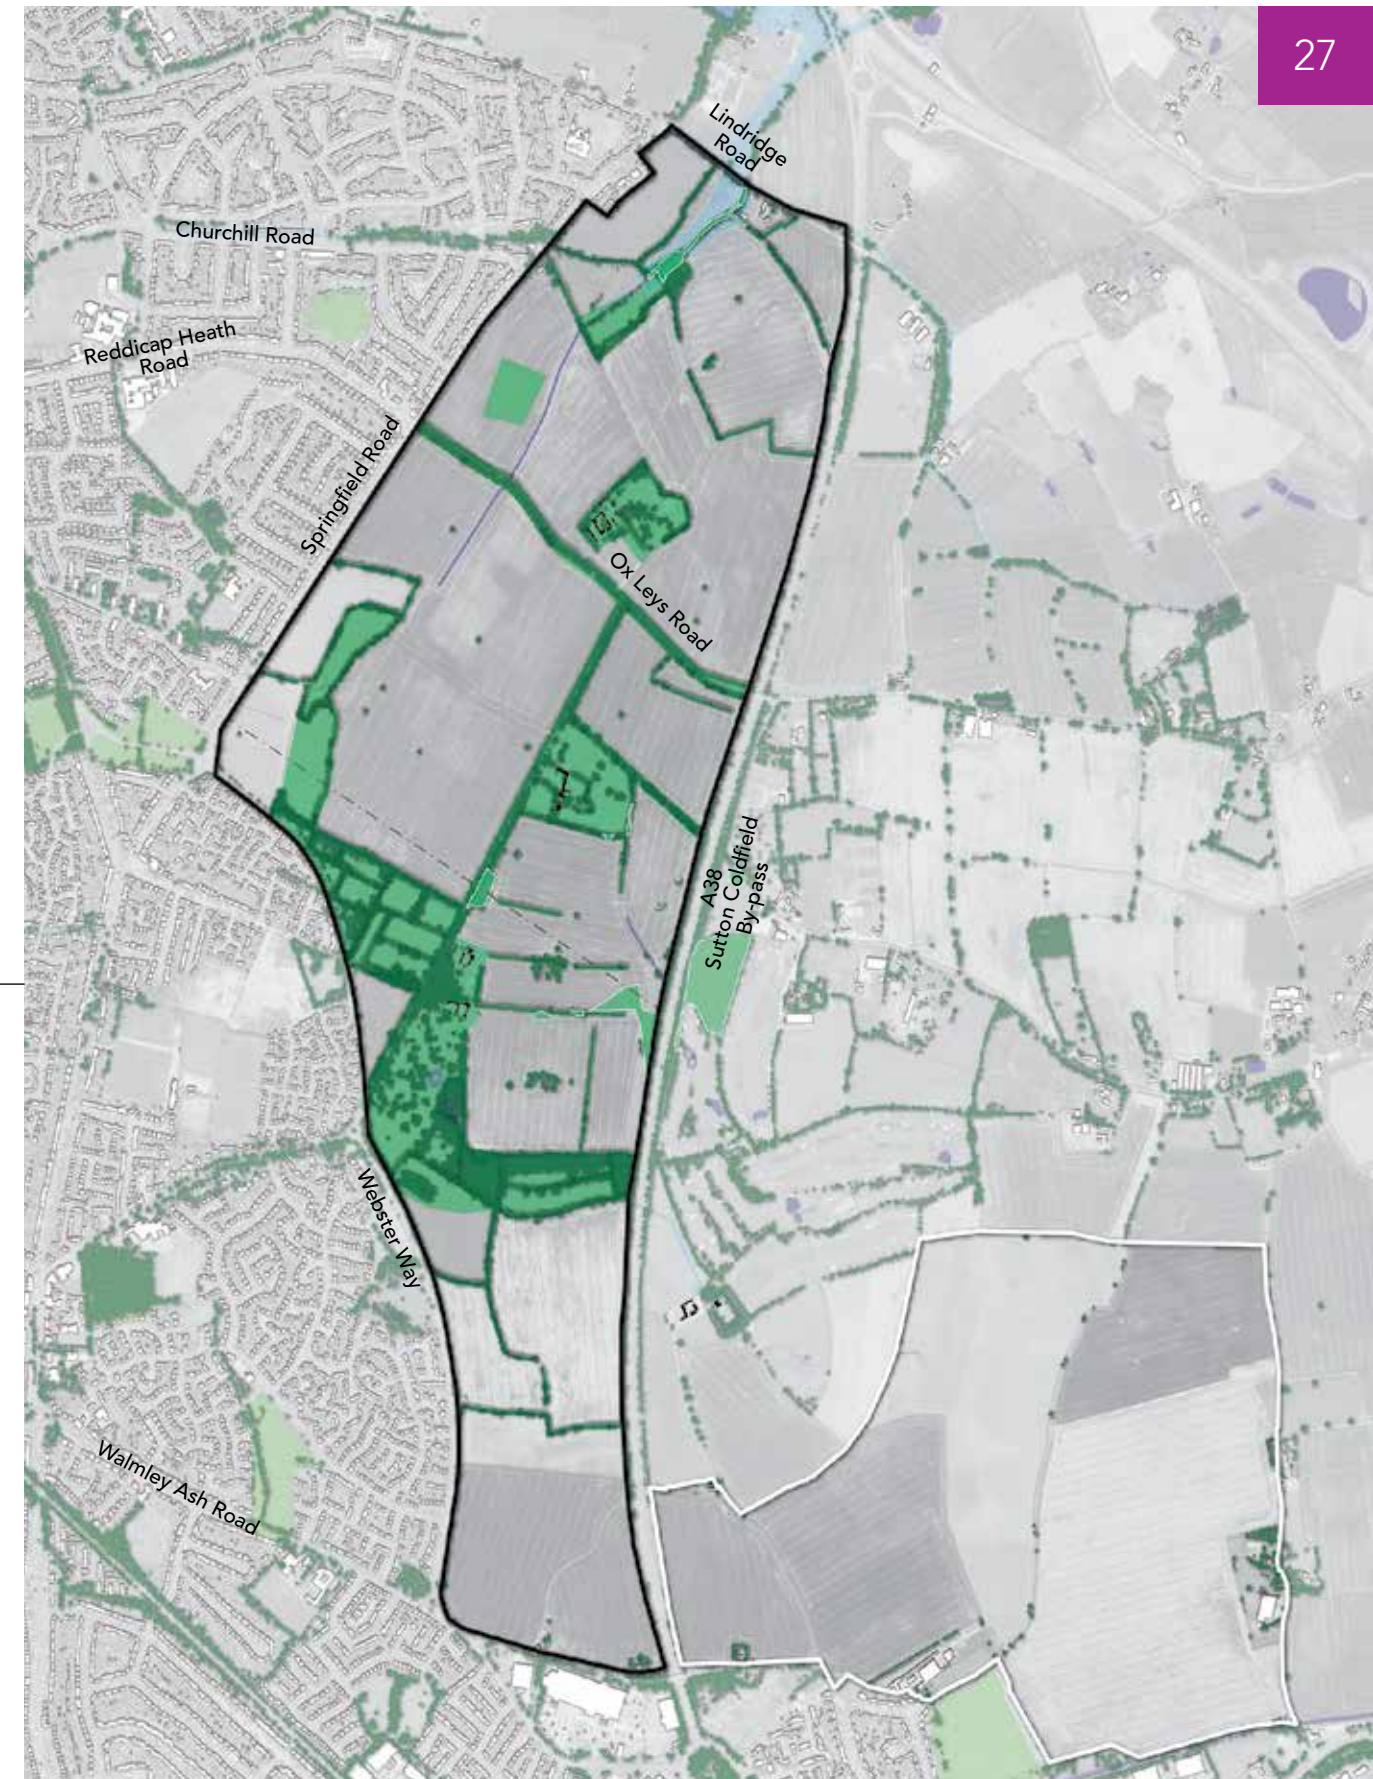 27
Lindridge
Road
Churchill Road
Reddicap Heath
Road
Springfield Road
Ox Leys Road
A38
Sutton Coldfield
By-pass
Webster Way
Walmley Ash Road